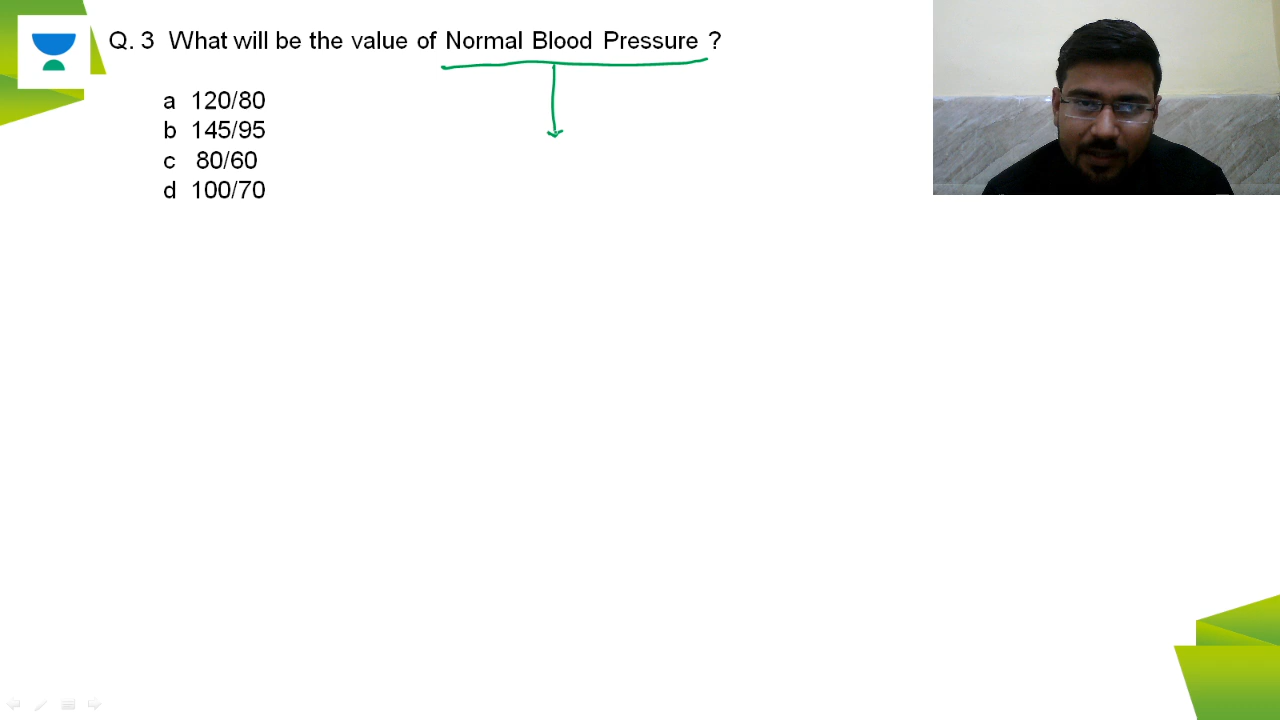 Q. 3 What will be the value of Normal Blood Pressure ?
a 120/80
b 145/95
c 80/60
d 100/70